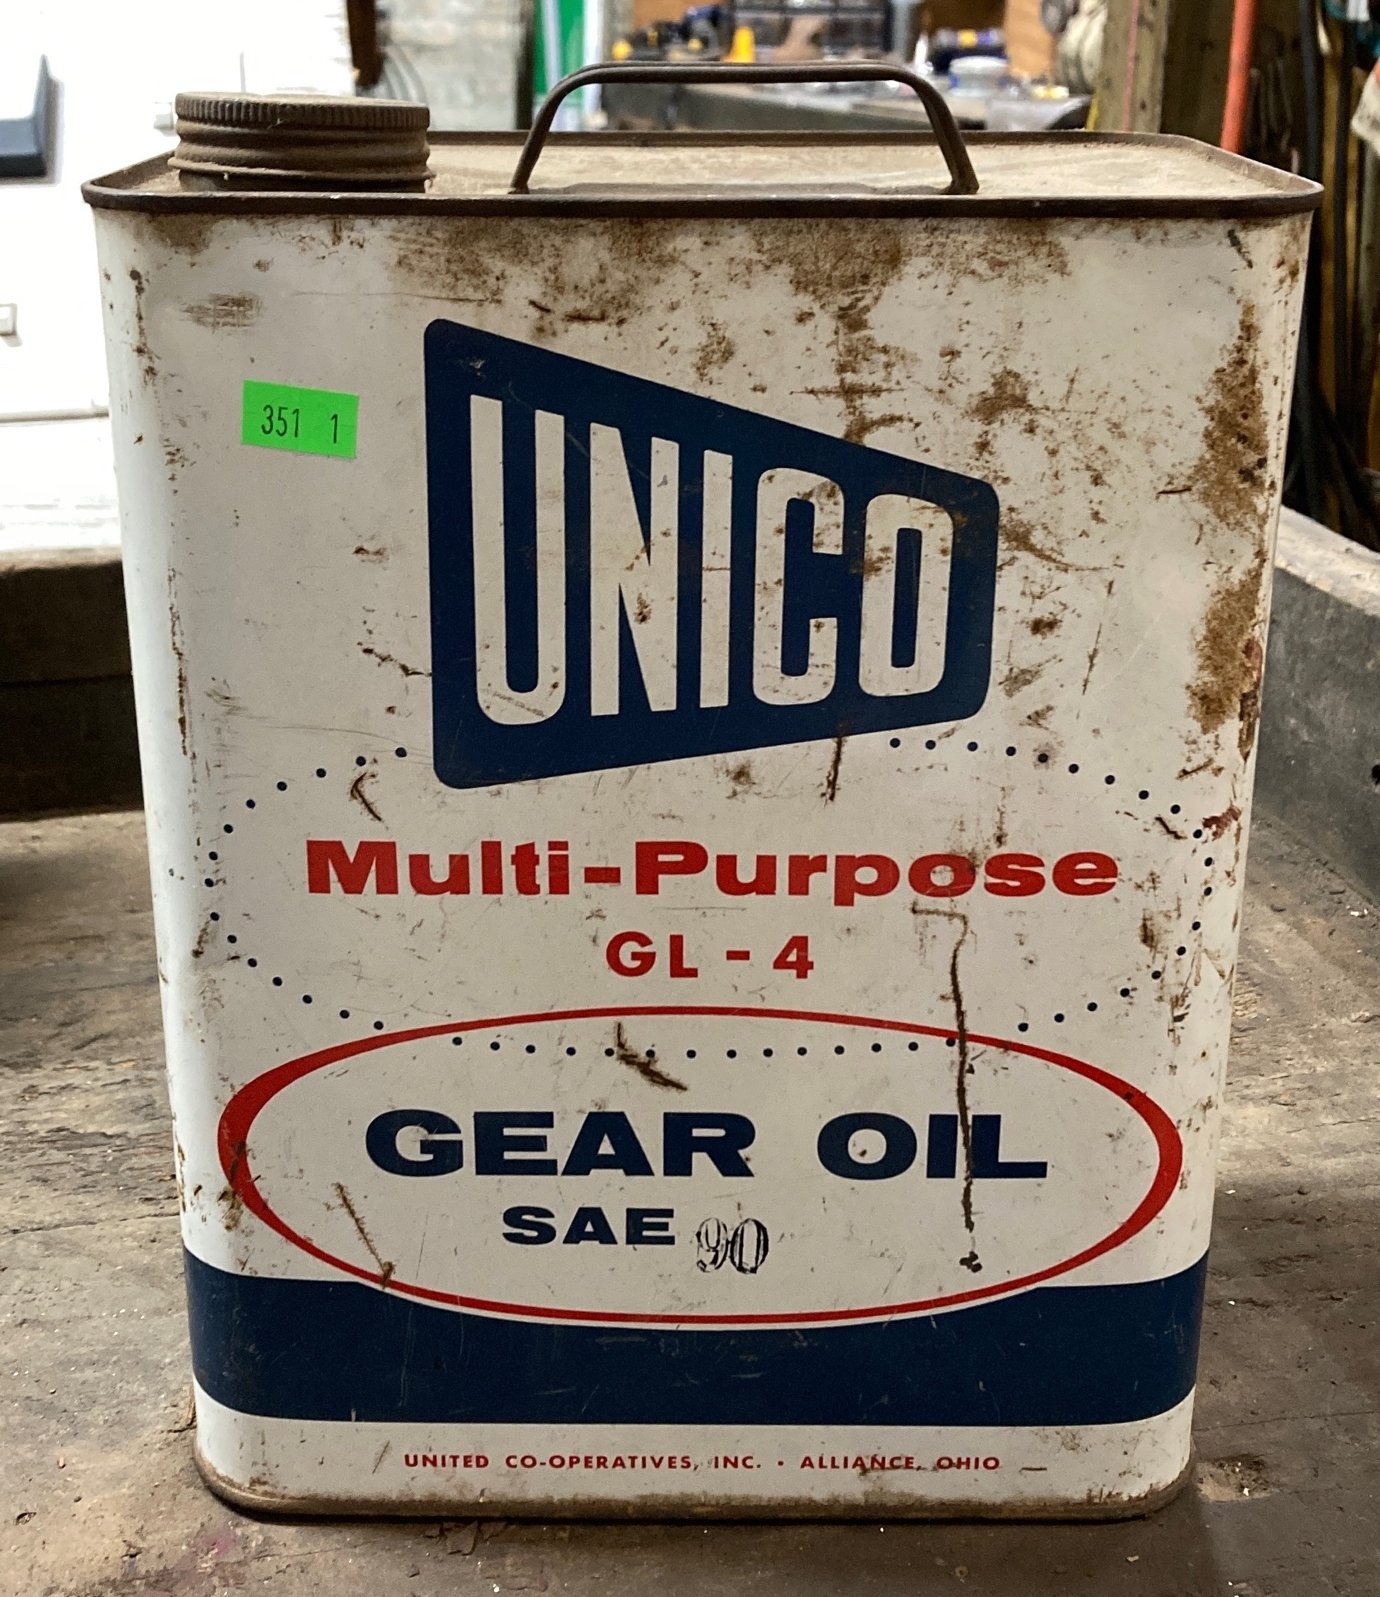 351 1
UNICO
Multi-Purpose
GL-4
GEAR OIL
SAE 90
UNITED CO-OPERATIVES, INC. • ALLIANCE, OHIO